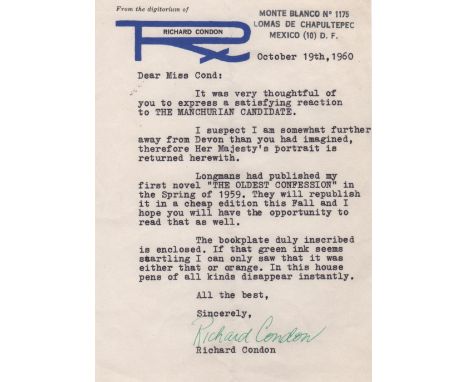 From the digitorium of
RICHARD CONDON
MONTE BLANCO Nº 1175
LOMAS DE CHAPULTEPEC
MEXICO (10) D. F.
October 19th, 1960
Dear Miss Cond:
It was very thoughtful of
you to express a satisfying reaction
to THE MANCHURIAN CANDIDATE.
I suspect I am somewhat further
away from Devon than you had imagined,
therefore Her Majesty's portrait is
returned herewith.
Longmans had published my
first novel "THE OLDEST CONFESSION" in
the Spring of 1959. They will republish
it in a cheap edition this Fall and I
hope you will have the opportunity to
read that as well.
The bookplate duly inscribed
is enclosed. If that green ink seems
startling I can only saw that it was
either that or orange. In this house
pens of all kinds disappear instantly.
All the best,
Sincerely,
Richard Condon
Richard Condon